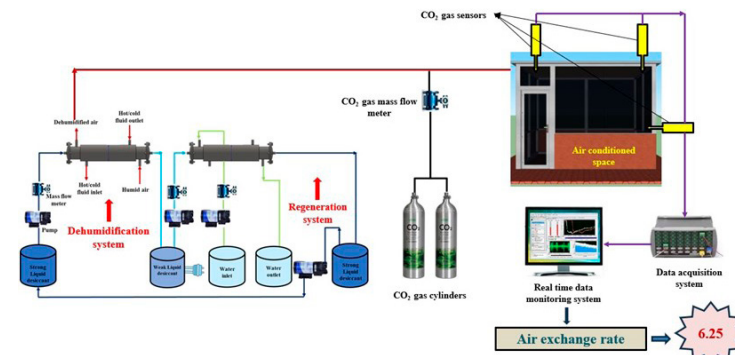 CO₂ gas sensors
Hot/cold
fluid outlet
Dehumidified air
CO₂ gas mass flow
meter
Air conditioned
space
Hot/cold
fluid inlet
Humid air
Mass flow
meter
Pump
Dehumidification
system
Regeneration
system
CO₂
CO₂
Strong
Liquid
desiccant
Weak Liquid
desiccant
Water
inlet
Water
outlet
Strong
Liquid
desiccant
CO₂ gas cylinders
Real time data
monitoring system
Data acquisition
system
Air exchange rate
6.25